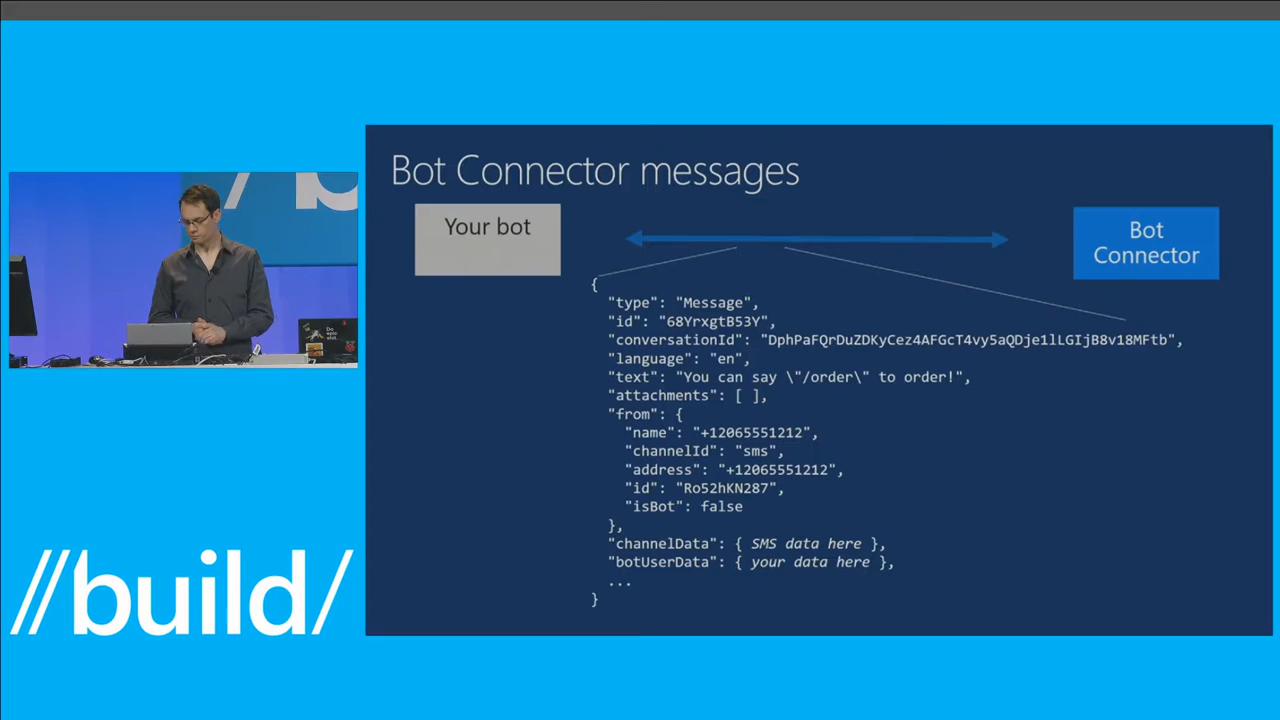 Bot Connector messages
Your bot
Bot
Connector
{
"type": "Message",
"id": "68YrxgtB53Y",
"conversationId": "DphPaFQrDuZDKyCez4AFGcT4vy5aQDje1lLGIjB8v18MFtb",
"language": "en",
"text": "You can say \"/order\" to order!",
"attachments": [ ],
"from": {
"name": "+12065551212",
"channelId": "sms",
"address": "+12065551212",
"id": "Ro52hKN287",
"isBot": false
},
"channelData": { SMS data here },
"botUserData": { your data here },
...
}
//build/
//b
Do
epic